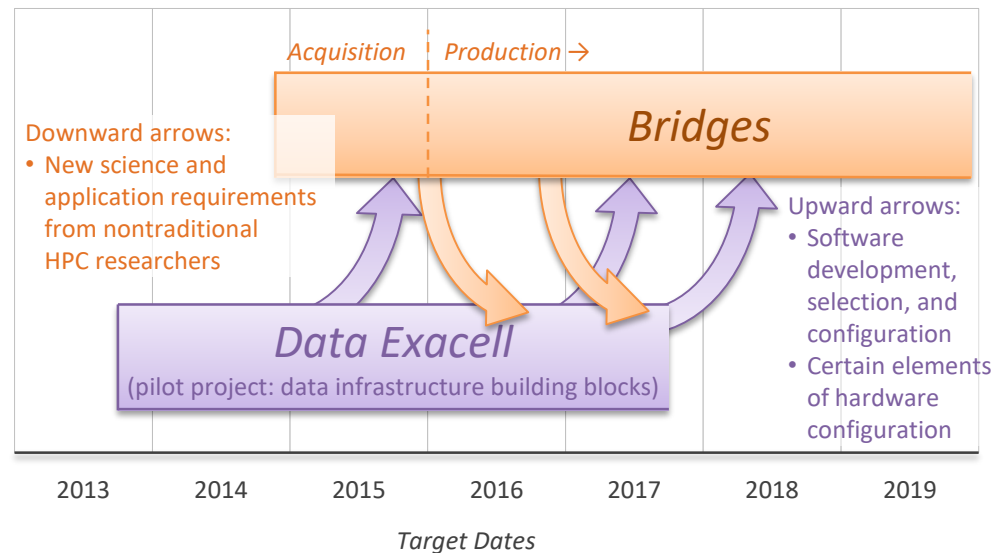 Acquisition
Production →
Bridges
Downward arrows:
• New science and
application requirements
from nontraditional
HPC researchers
Upward arrows:
• Software
development,
selection, and
configuration
• Certain elements
of hardware
configuration
Data Exacell
(pilot project: data infrastructure building blocks)
2013 2014 2015 2016 2017 2018 2019
Target Dates